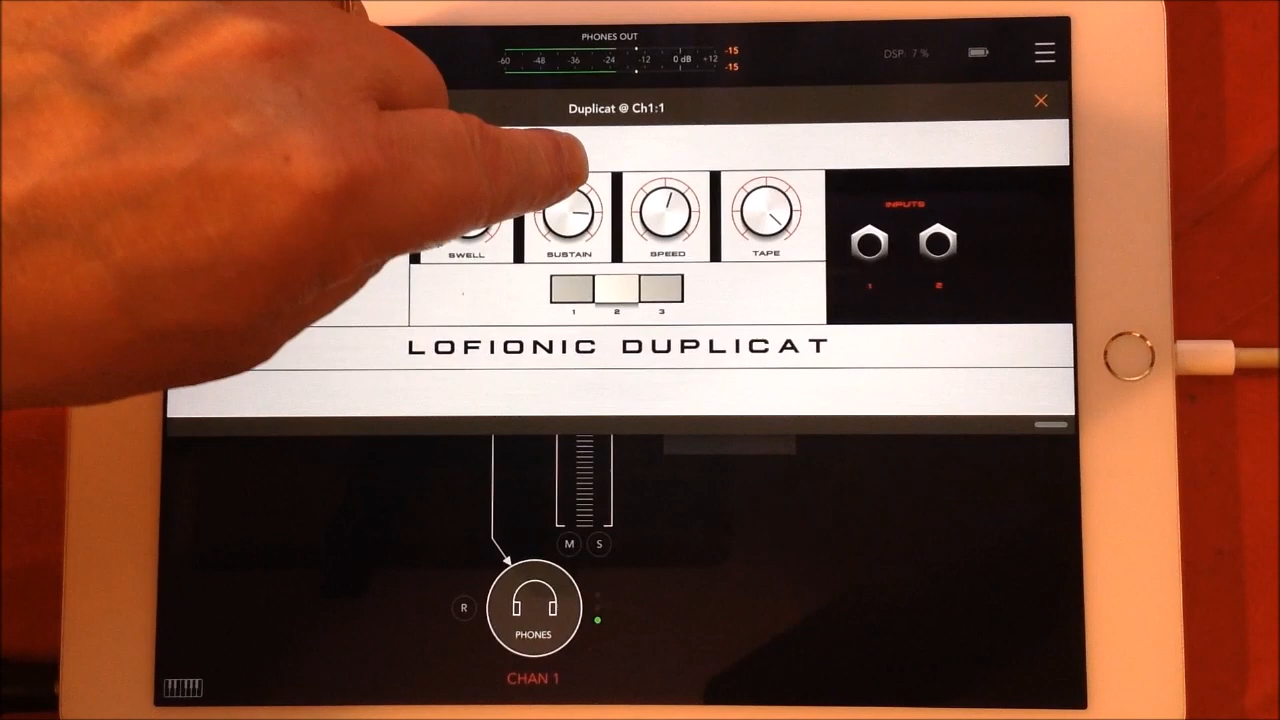 PHONES OUT
-60 -48 -36 -24 -12 0 dB +12
-15
-15
DSP: 7 %
Duplicat @ Ch1:1
SWELL SUSTAIN SPEED TAPE
INPUTS
1 2
1 2 3
LOFIONIC DUPLICAT
M S
R
PHONES
CHAN 1